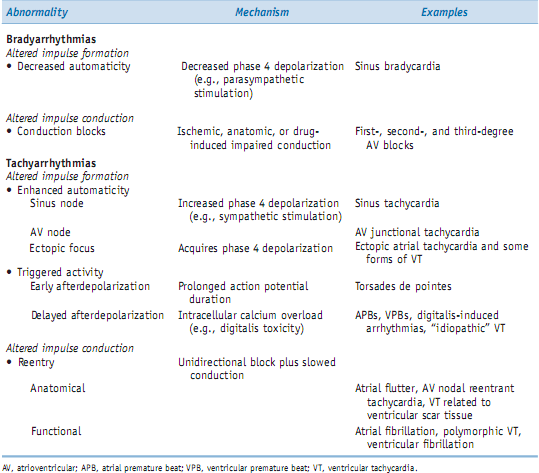 Abnormality Mechanism Examples
Bradyarrhythmias
Altered impulse formation
• Decreased automaticity Decreased phase 4 depolarization Sinus bradycardia
(e.g., parasympathetic
stimulation)
Altered impulse conduction
• Conduction blocks Ischemic, anatomic, or drug- First-, second-, and third-degree
induced impaired conduction AV blocks
Tachyarrhythmias
Altered impulse formation
• Enhanced automaticity
Sinus node Increased phase 4 depolarization Sinus tachycardia
(e.g., sympathetic stimulation)
AV node AV junctional tachycardia
Ectopic focus Acquires phase 4 depolarization Ectopic atrial tachycardia and some
forms of VT
• Triggered activity
Early afterdepolarization Prolonged action potential Torsades de pointes
duration
Delayed afterdepolarization Intracellular calcium overload APBs, VPBs, digitalis-induced
(e.g., digitalis toxicity) arrhythmias, “idiopathic” VT
Altered impulse conduction
• Reentry Unidirectional block plus slowed
conduction
Anatomical Atrial flutter, AV nodal reentrant
tachycardia, VT related to
ventricular scar tissue
Functional Atrial fibrillation, polymorphic VT,
ventricular fibrillation
AV, atrioventricular; APB, atrial premature beat; VPB, ventricular premature beat; VT, ventricular tachycardia.